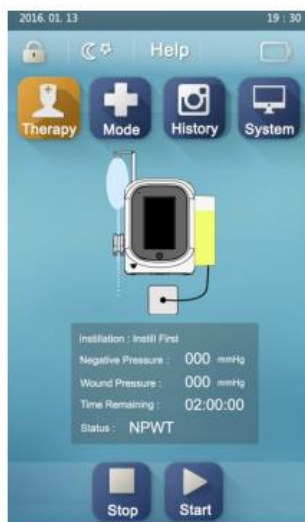 2016. 01. 13 19 : 30
Help
Therapy Mode History System
Instillation : Instill First
Negative Pressure : 000 mmHg
Wound Pressure : 000 mmHg
Time Remaining : 02:00:00
Status : NPWT
Stop Start